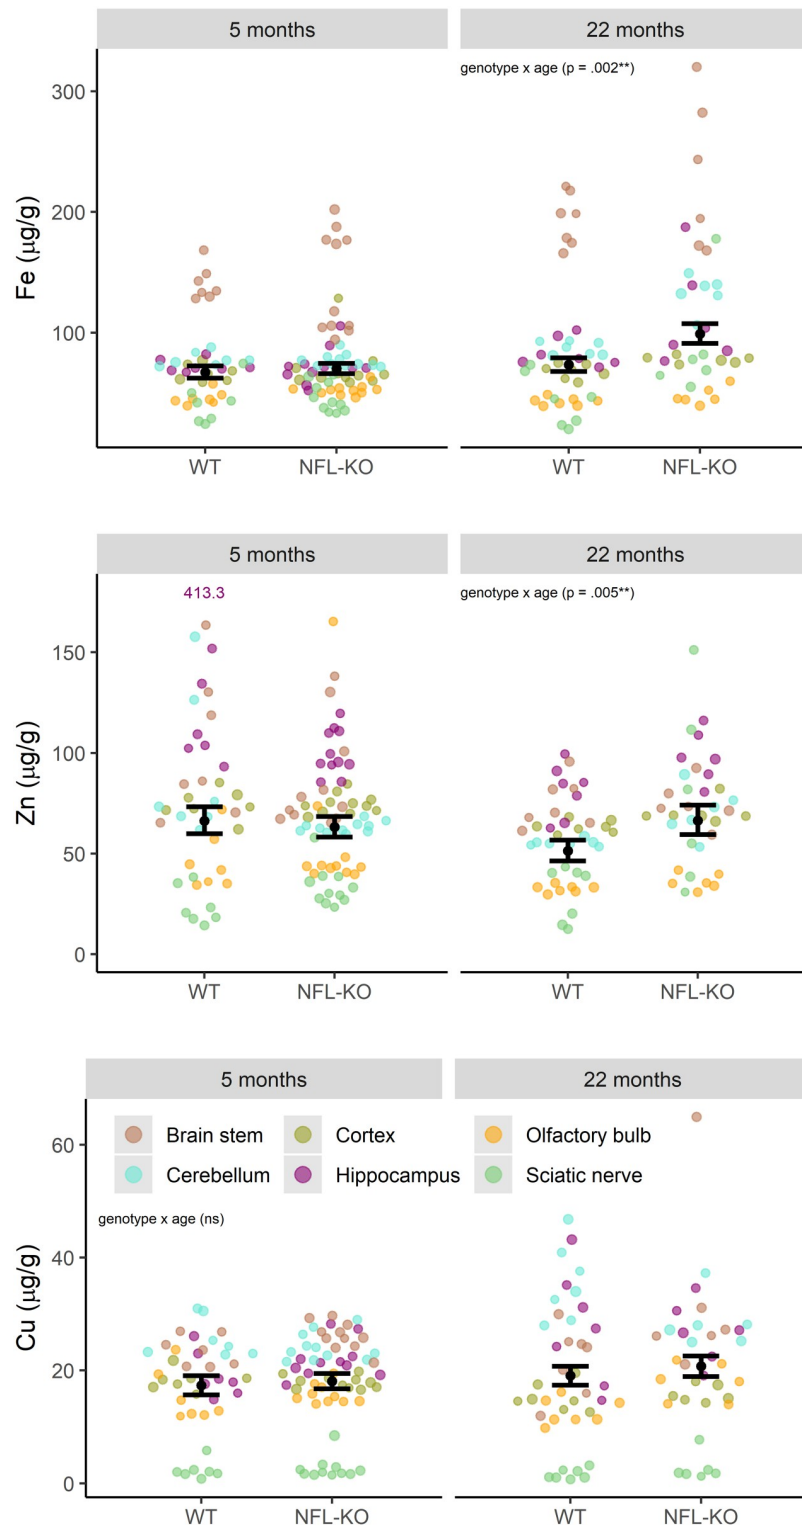 5 months 22 months
genotype x age (p = .002**)
Fe (μg/g)
300
200
100
WT NFL-KO WT NFL-KO
5 months 22 months
413.3 genotype x age (p = .005**)
Zn (μg/g)
150
100
50
0
WT NFL-KO WT NFL-KO
5 months 22 months
Brain stem Cortex Olfactory bulb
Cerebellum Hippocampus Sciatic nerve
genotype x age (ns)
Cu (μg/g)
60
40
20
0
WT NFL-KO WT NFL-KO